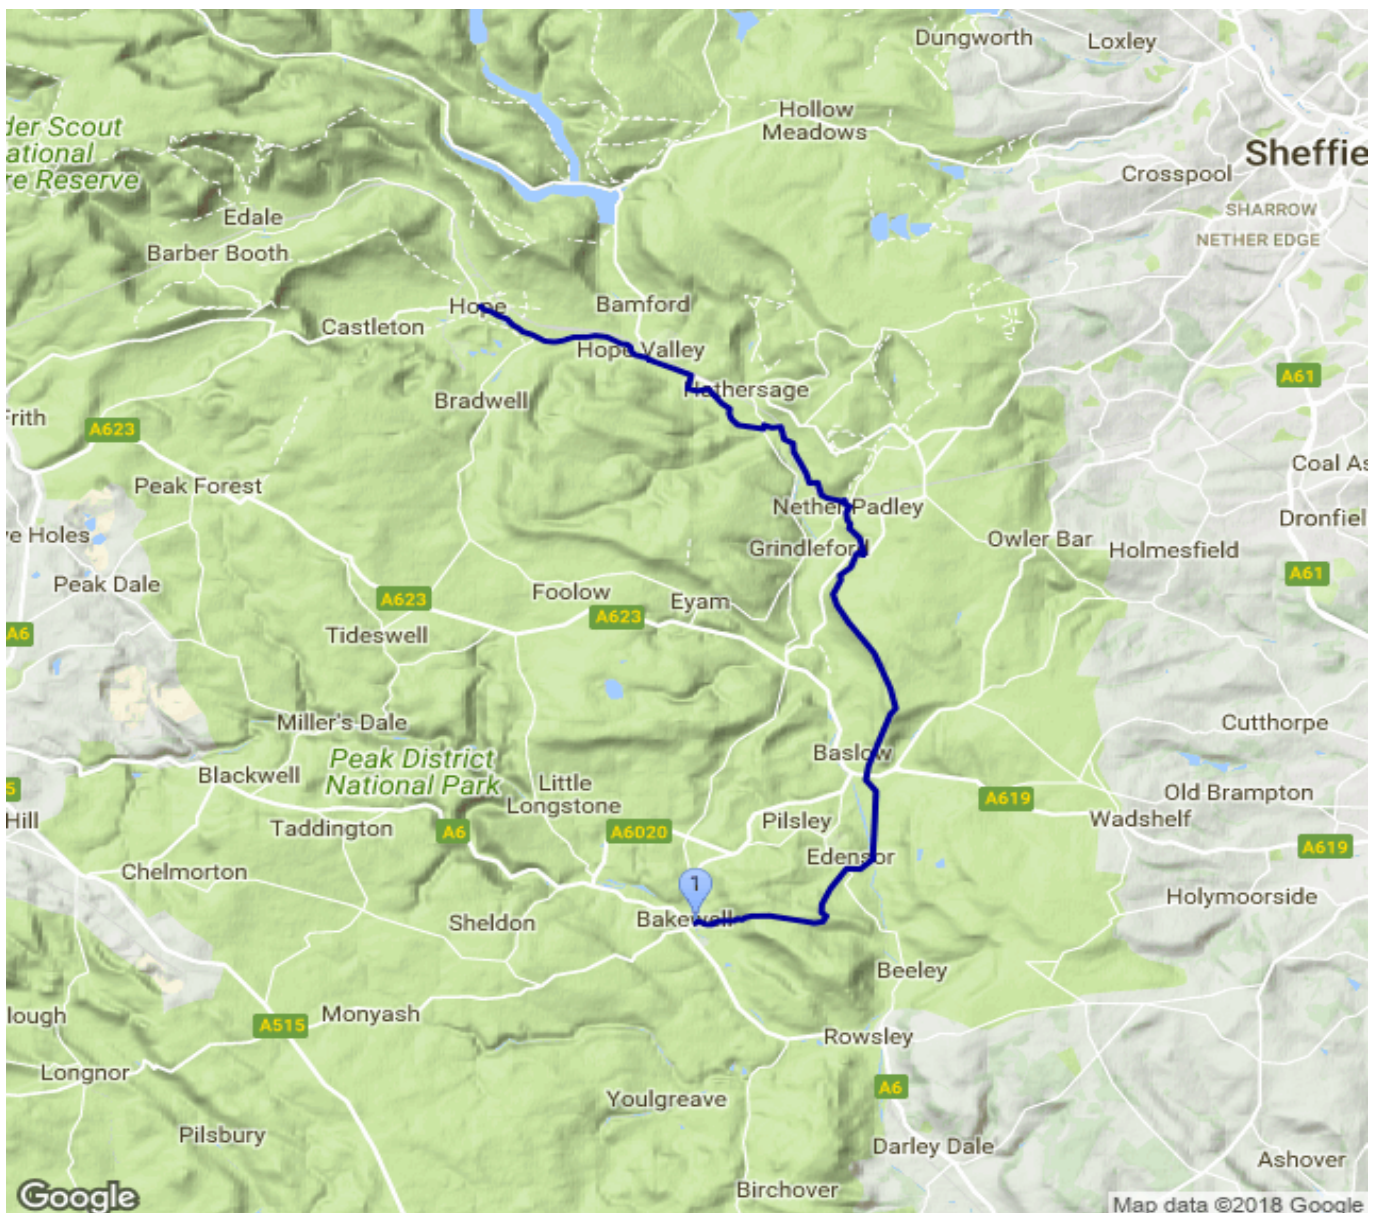 Dungworth
Loxley
Hollow
Meadows
der Scout
ational
re Reserve
Sheffie
Crosspool
SHARROW
NETHER EDGE
Edale
Barber Booth
Hope
Bamford
Castleton
Hope Valley
Hathersage
Bradwell
A61
Frith
A623
Coal As
Peak Forest
Nether Padley
Dronfiel
ve Holes
Grindleford
Owler Bar
Holmesfield
Peak Dale
A61
Foolow
Eyam
A623
A623
A6
Tideswell
Miller's Dale
Cutthorpe
Peak District
National Park
Baslow
Blackwell
Little
Longstone
5
A619
Old Brampton
Hill
Taddington
A6
A6020
Pilsley
Wadshelf
A619
Edensor
Chelmorton
1
Holymoorside
Sheldon
Bakewell
Beeley
Monyash
lough
A515
Rowsley
Longnor
A6
Youlgreave
Pilsbury
Darley Dale
Ashover
Birchover
Google
Map data ©2018 Google